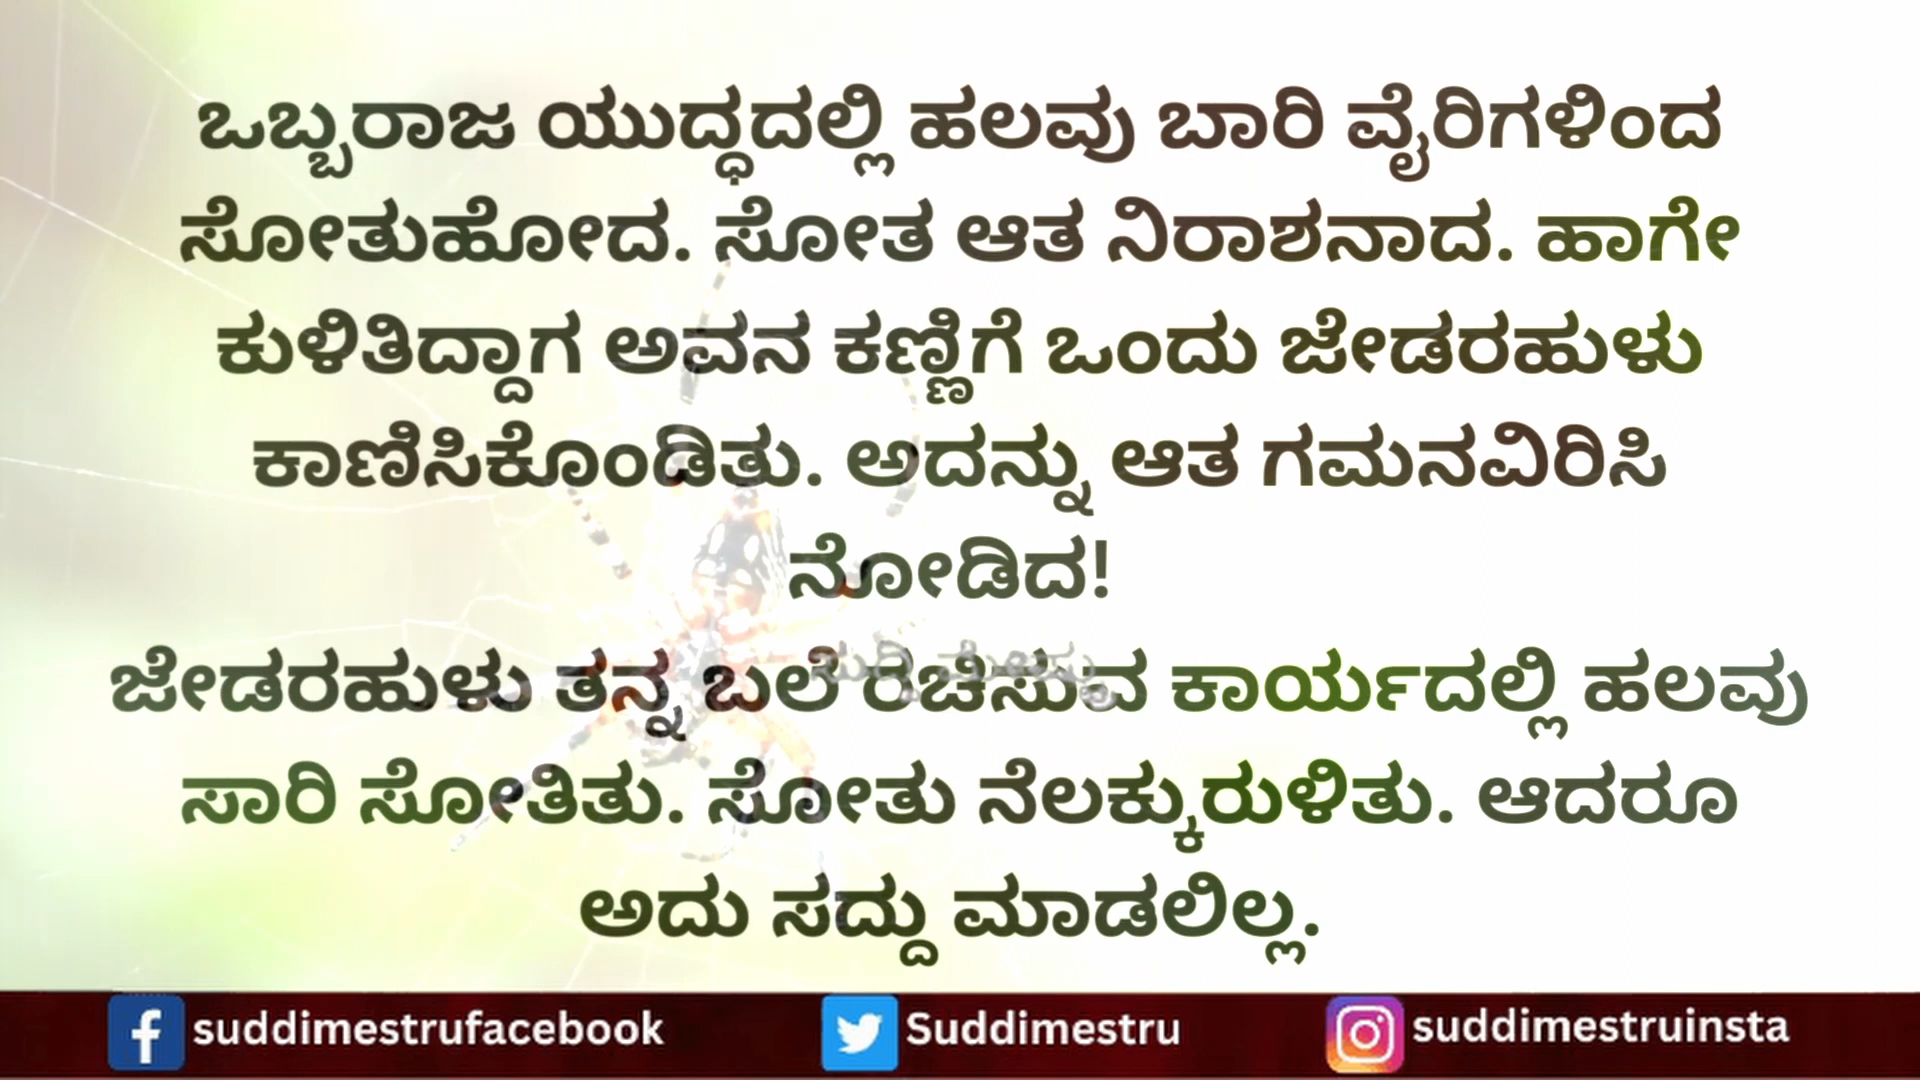 ಒಬ್ಬರಾಜ ಯುದ್ಧದಲ್ಲಿ ಹಲವು ಬಾರಿ ವೈರಿಗಳಿಂದ
ಸೋತುಹೋದ. ಸೋತ ಆತ ನಿರಾಶನಾದ. ಹಾಗೇ
ಕುಳಿತಿದ್ದಾಗ ಅವನ ಕಣ್ಣಿಗೆ ಒಂದು ಜೇಡರಹುಳು
ಕಾಣಿಸಿಕೊಂಡಿತು. ಅದನ್ನು ಆತ ಗಮನವಿರಿಸಿ
ನೋಡಿದ!
ಸುದ್ದಿ ಮೇಷ್ಟ್ರು
ಜೇಡರಹುಳು ತನ್ನ ಬಲೆ ರಚಿಸುವ ಕಾರ್ಯದಲ್ಲಿ ಹಲವು
ಸಾರಿ ಸೋತಿತು. ಸೋತು ನೆಲಕ್ಕುರುಳಿತು. ಆದರೂ
ಅದು ಸದ್ದು ಮಾಡಲಿಲ್ಲ.
suddimestrufacebook
Suddimestru
suddimestruinsta